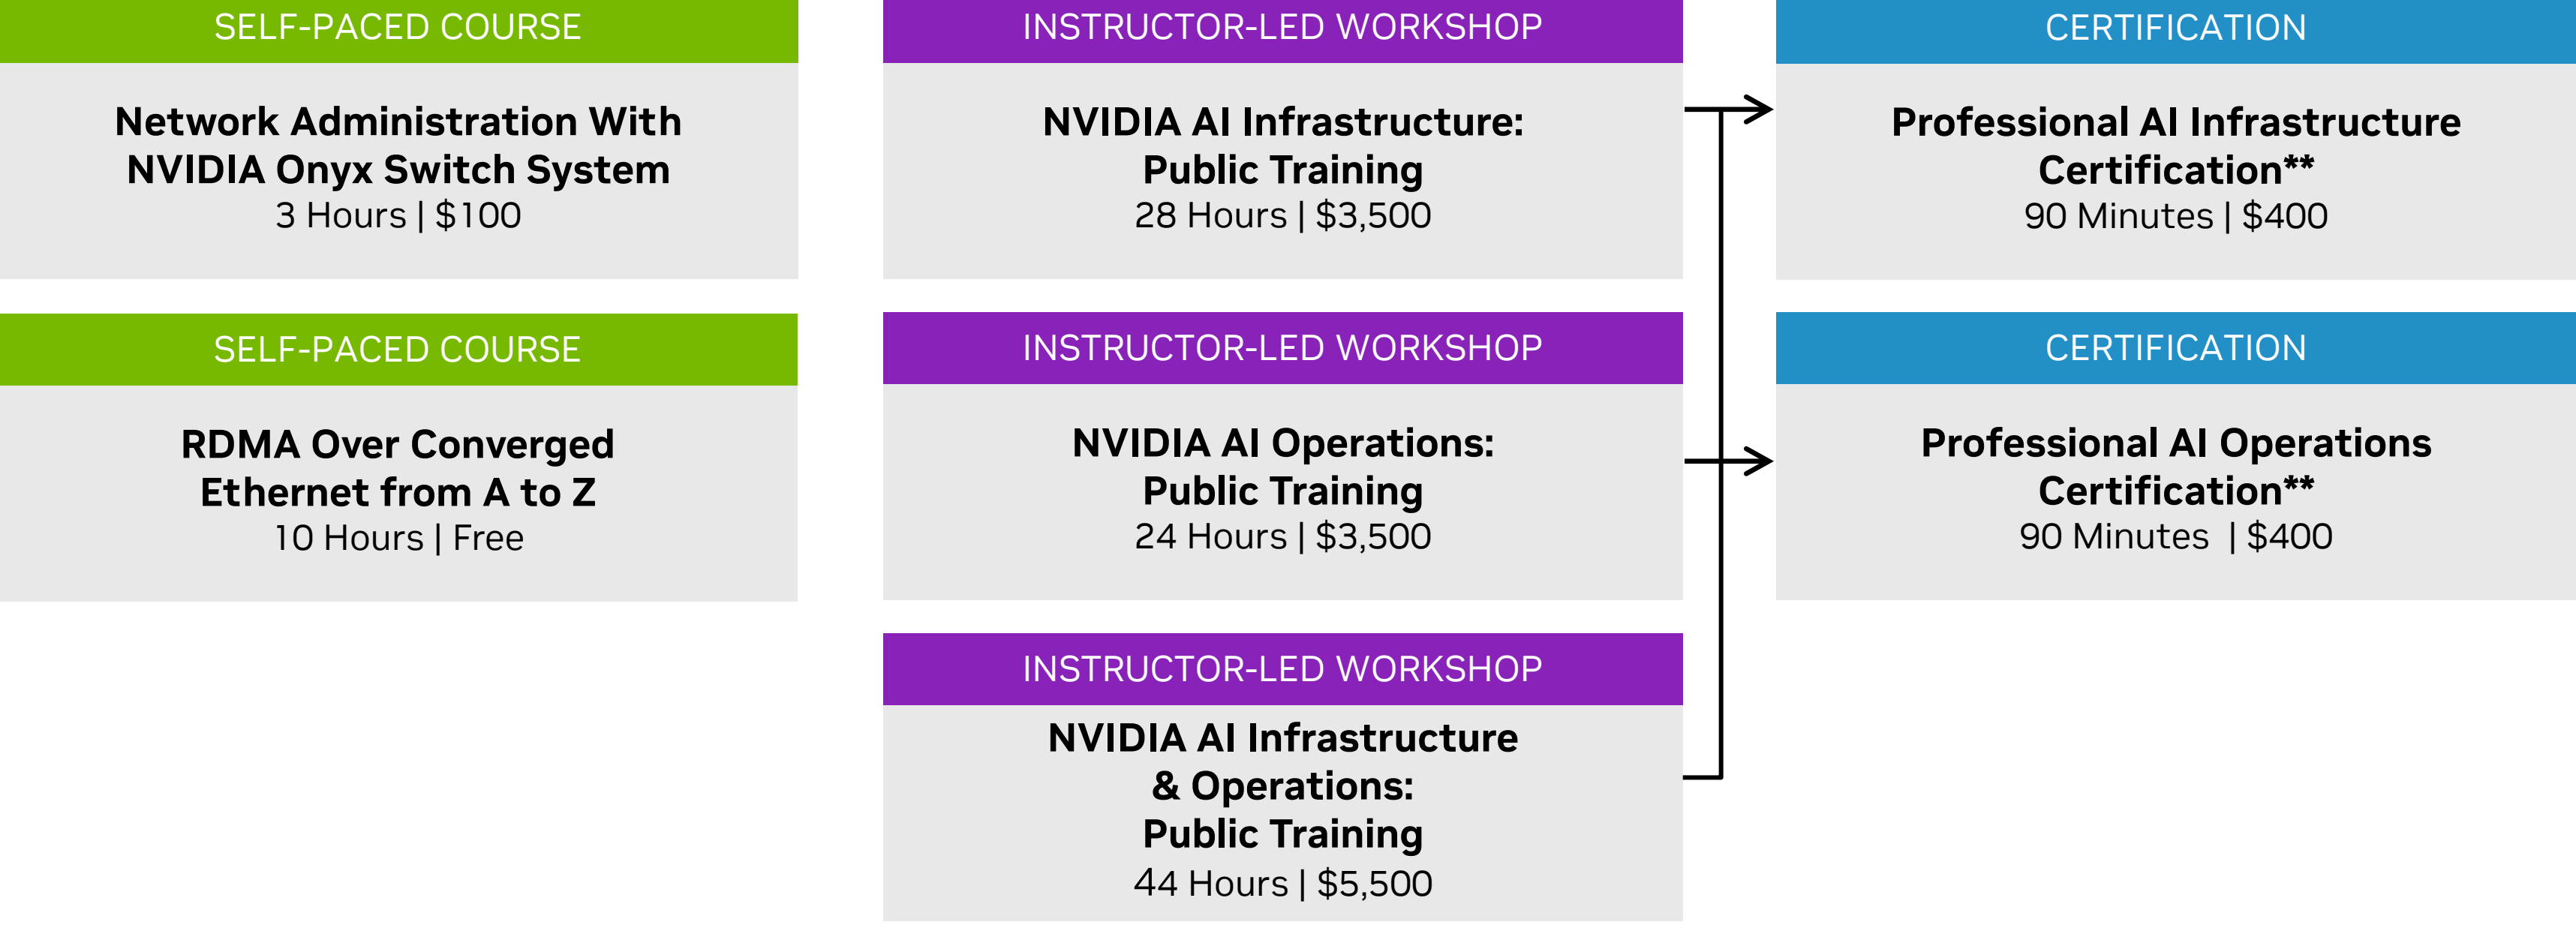 SELF-PACED COURSE
Network Administration With
NVIDIA Onyx Switch System
3 Hours | $100
SELF-PACED COURSE
RDMA Over Converged
Ethernet from A to Z
10 Hours | Free
INSTRUCTOR-LED WORKSHOP
NVIDIA AI Infrastructure:
Public Training
28 Hours | $3,500
INSTRUCTOR-LED WORKSHOP
NVIDIA AI Operations:
Public Training
24 Hours | $3,500
INSTRUCTOR-LED WORKSHOP
NVIDIA AI Infrastructure
& Operations:
Public Training
44 Hours | $5,500
CERTIFICATION
Professional AI Infrastructure
Certification**
90 Minutes | $400
CERTIFICATION
Professional AI Operations
Certification**
90 Minutes | $400